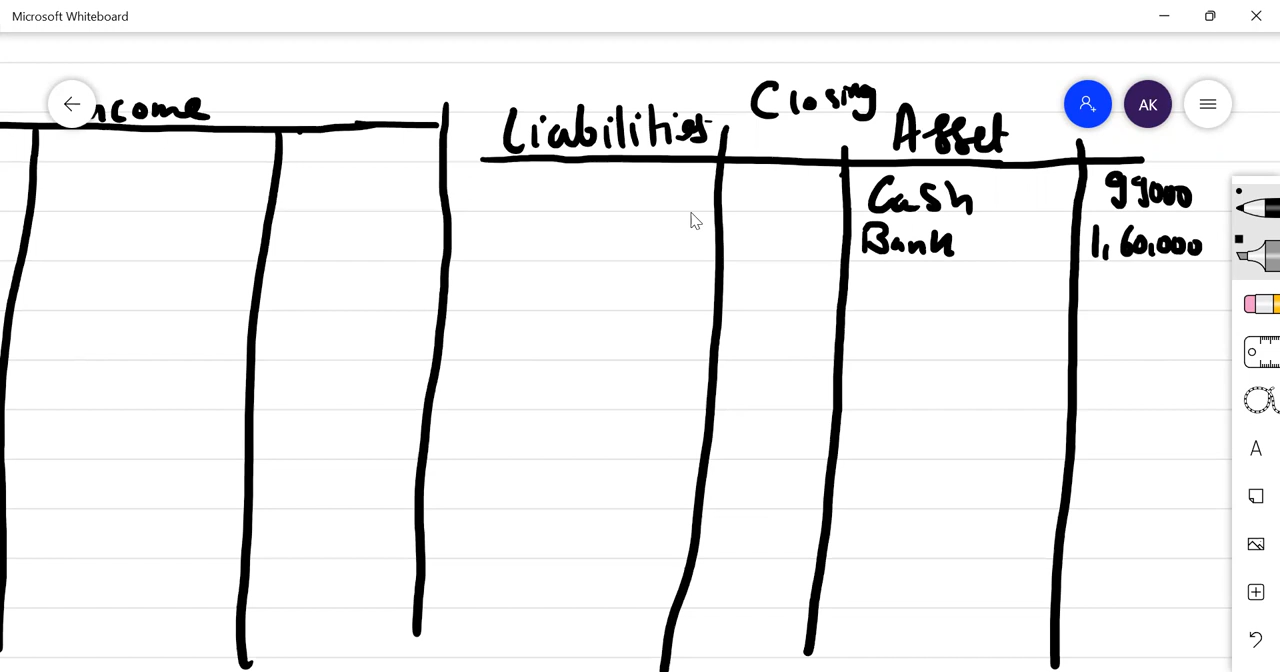 Microsoft Whiteboard
ncome
Closing
Liabilities
Asset
AK
Cash 99000
Bank 1,60,000
A